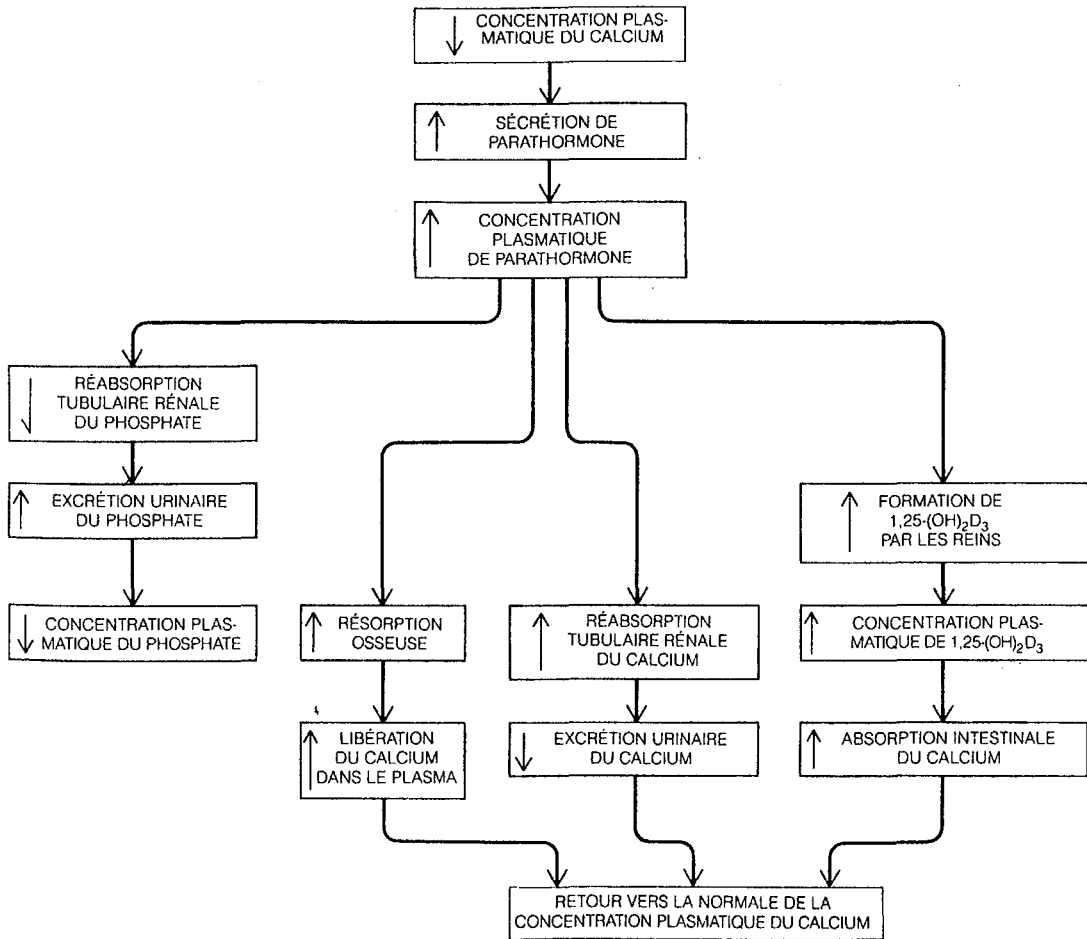 CONCENTRATION PLAS-
MATIQUE DU CALCIUM
SÉCRÉTION DE
PARATHORMONE
CONCENTRATION
PLASMATIQUE
DE PARATHORMONE
RÉABSORPTION
TUBULAIRE RÉNALE
DU PHOSPHATE
EXCRÉTION URINAIRE
DU PHOSPHATE
CONCENTRATION PLAS-
MATIQUE DU PHOSPHATE
RÉSORPTION
OSSEUSE
LIBÉRATION
DU CALCIUM
DANS LE PLASMA
RÉABSORPTION
TUBULAIRE RÉNALE
DU CALCIUM
EXCRÉTION URINAIRE
DU CALCIUM
FORMATION DE
1,25-(OH)₂D₃
PAR LES REINS
CONCENTRATION PLAS-
MATIQUE DE 1,25-(OH)₂D₃
ABSORPTION INTESTINALE
DU CALCIUM
RETOUR VERS LA NORMALE DE LA
CONCENTRATION PLASMATIQUE DU CALCIUM